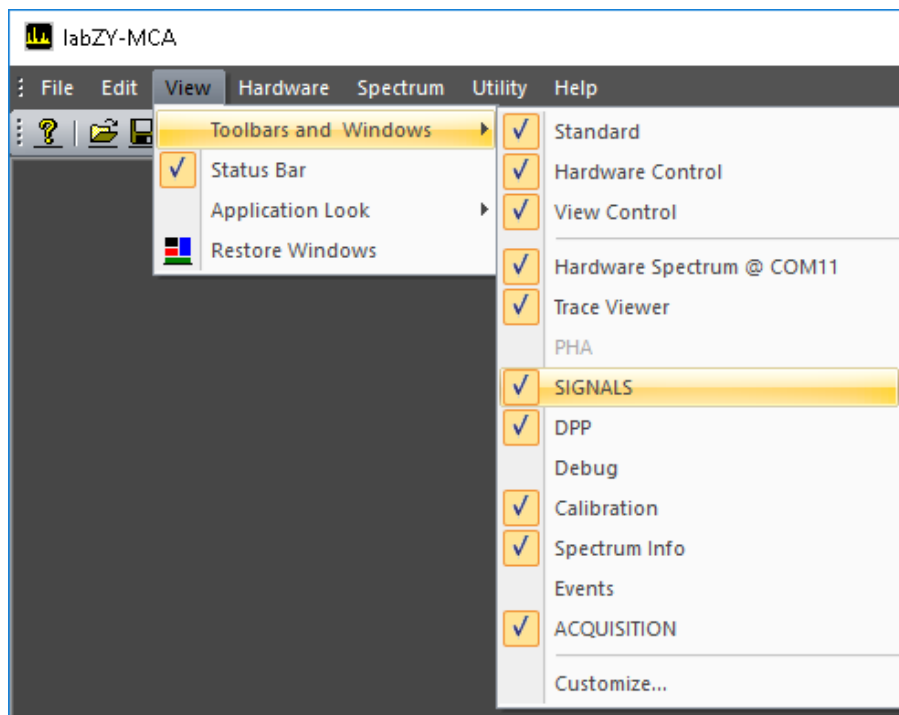 labZY-MCA
File Edit View Hardware Spectrum Utility Help
Toolbars and Windows
Status Bar
Application Look
Restore Windows
Standard
Hardware Control
View Control
Hardware Spectrum @ COM11
Trace Viewer
PHA
SIGNALS
DPP
Debug
Calibration
Spectrum Info
Events
ACQUISITION
Customize...